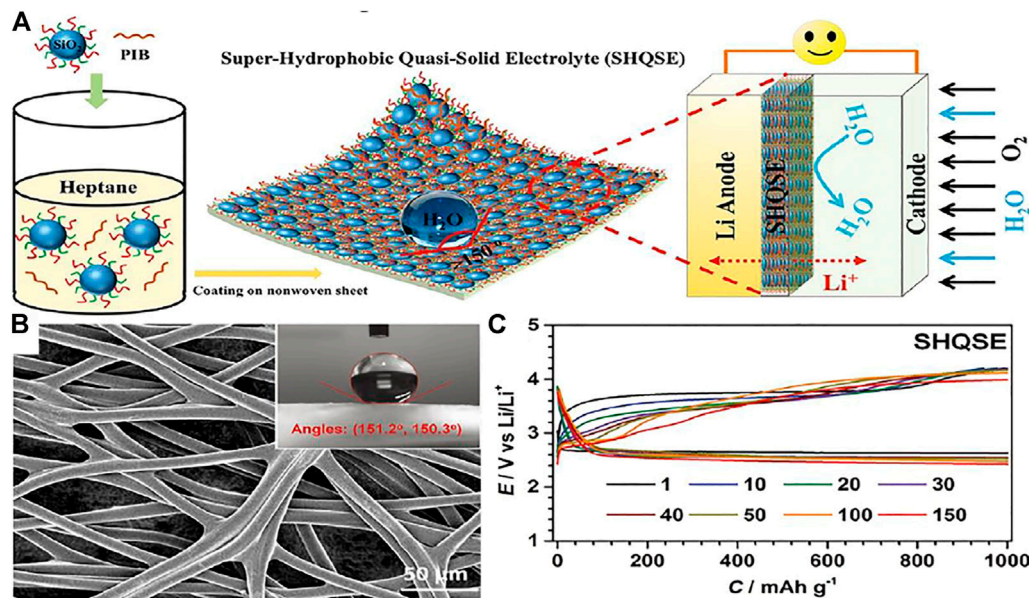 A
SiO2
PIB
Heptane
Coating on nonwoven sheet
Super-Hydrophobic Quasi-Solid Electrolyte (SHQSE)
H2O
>150 °
Li Anode
SHQSE
H2O
H2O
Cathode
Li+
O2
H2O
B
Angles: (151.2°, 150.3°)
50 μm
C
SHQSE
E / V vs Li/Li+
5
4
3
2
1
1 10 20 30
40 50 100 150
0 200 400 600 800 1000
C / mAh g-1